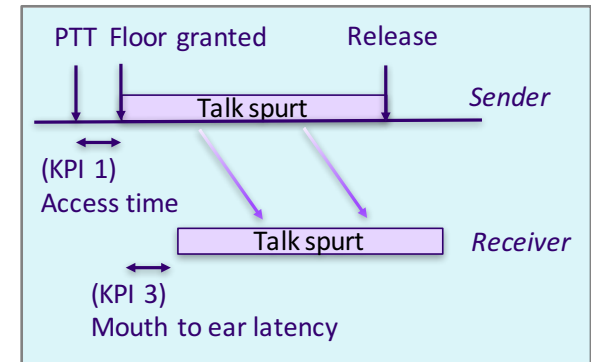 PTT Floor granted Release
Talk spurt Sender
(KPI 1)
Access time
Talk spurt Receiver
(KPI 3)
Mouth to ear latency